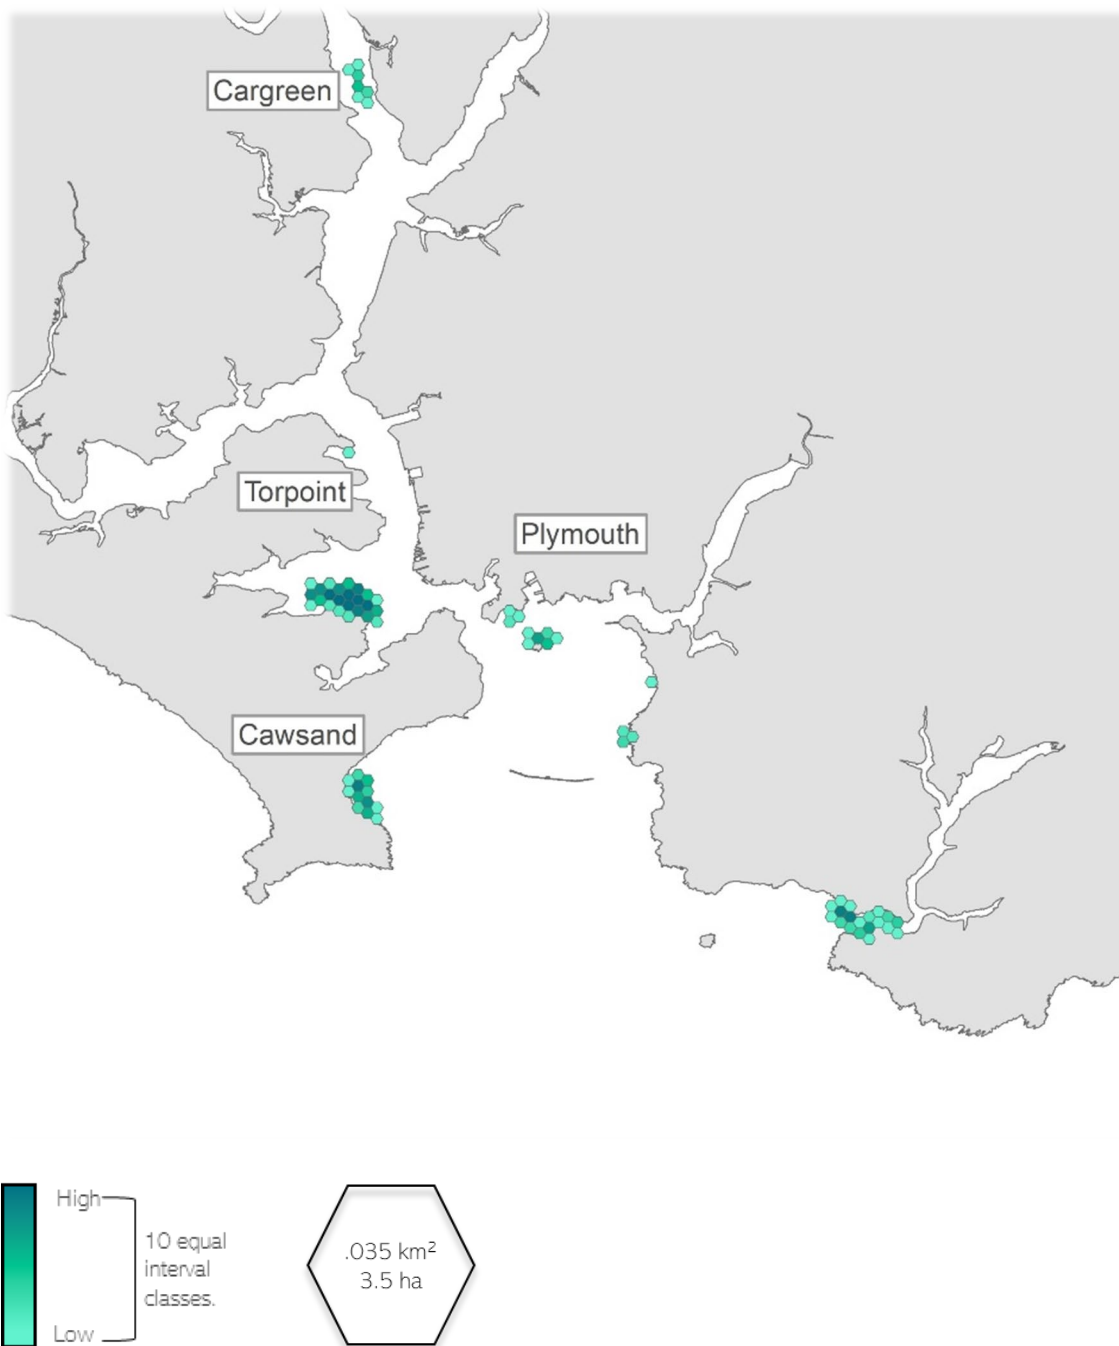 Cargreen
Torpoint
Plymouth
Cawsand
High
10 equal
interval
classes.
Low
.035 km²
3.5 ha